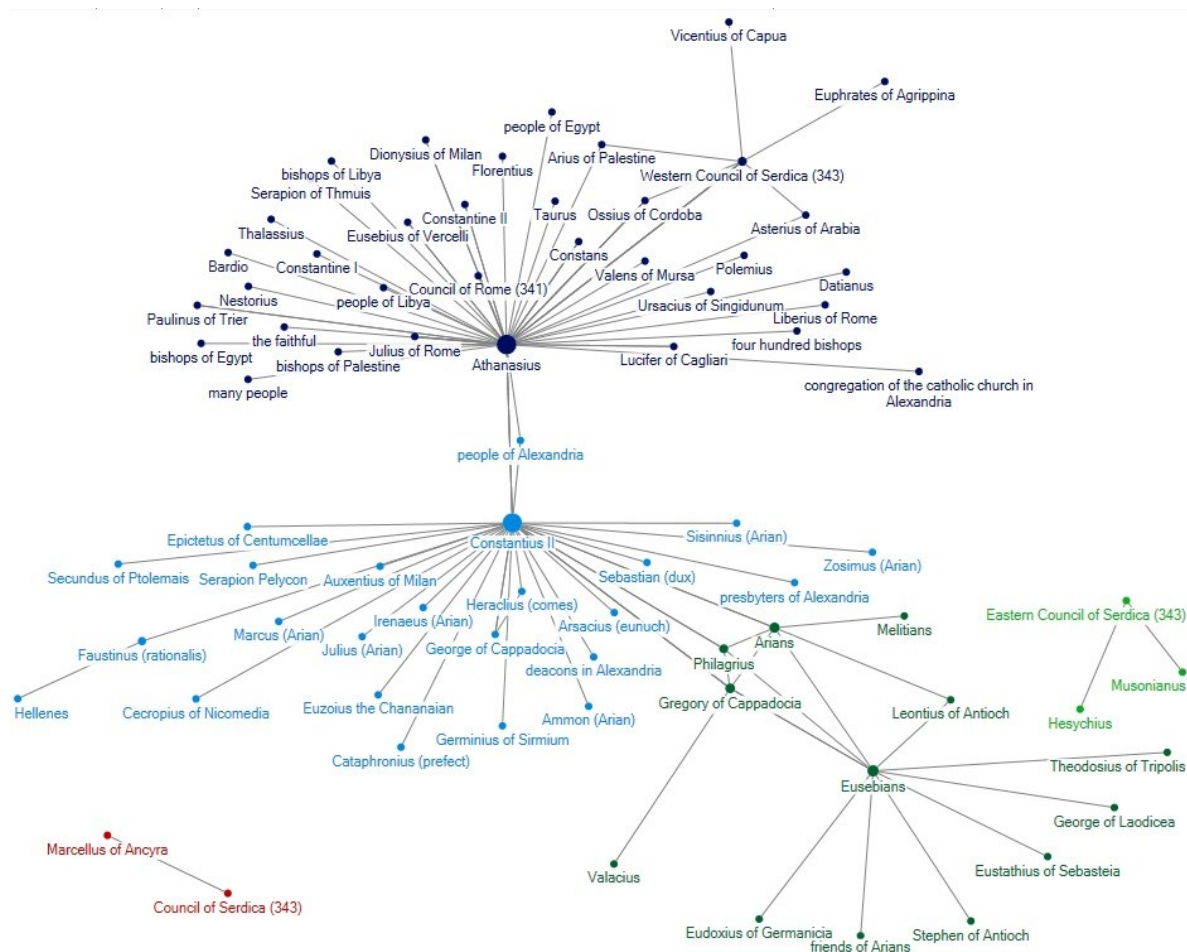 Vicentius of Capua
Euphrates of Agrippina
people of Egypt
Dionysius of Milan
Arius of Palestine
Florentius
bishops of Libya
Western Council of Serdica (343)
Serapion of Thmuis
Constantine II
Taurus
Ossius of Cordoba
Thalassius
Eusebius of Vercelli
Asterius of Arabia
Constans
Bardio
Constantine I
Valens of Mursa
Polemius
Council of Rome (341)
Datianus
Nestorius
people of Libya
Ursacius of Singidunum
Paulinus of Trier
Liberius of Rome
the faithful
four hundred bishops
bishops of Egypt
Julius of Rome
bishops of Palestine
Athanasius
Lucifer of Cagliari
many people
congregation of the catholic church in
Alexandria
people of Alexandria
Epictetus of Centumcellae
Constantius II
Sisinnius (Arian)
Zosimus (Arian)
Secundus of Ptolemais
Serapion Pelycon
Auxentius of Milan
Sebastian (dux)
presbyters of Alexandria
Heraclius (comes)
Eastern Council of Serdica (343)
Marcus (Arian)
Irenaeus (Arian)
Arsacius (eunuch)
Melitians
Faustinus (rationalis)
Julius (Arian)
George of Cappadocia
Arians
deacons in Alexandria
Philagrius
Musonianus
Hellenes
Cecropius of Nicomedia
Euzoius the Chananaian
Ammon (Arian)
Gregory of Cappadocia
Leontius of Antioch
Hesychius
Germinius of Sirmium
Cataphronius (prefect)
Theodosius of Tripolis
Eusebians
George of Laodicea
Marcellus of Ancyra
Eustathius of Sebasteia
Valacius
Council of Serdica (343)
Eudoxius of Germanicia
Stephen of Antioch
friends of Arians